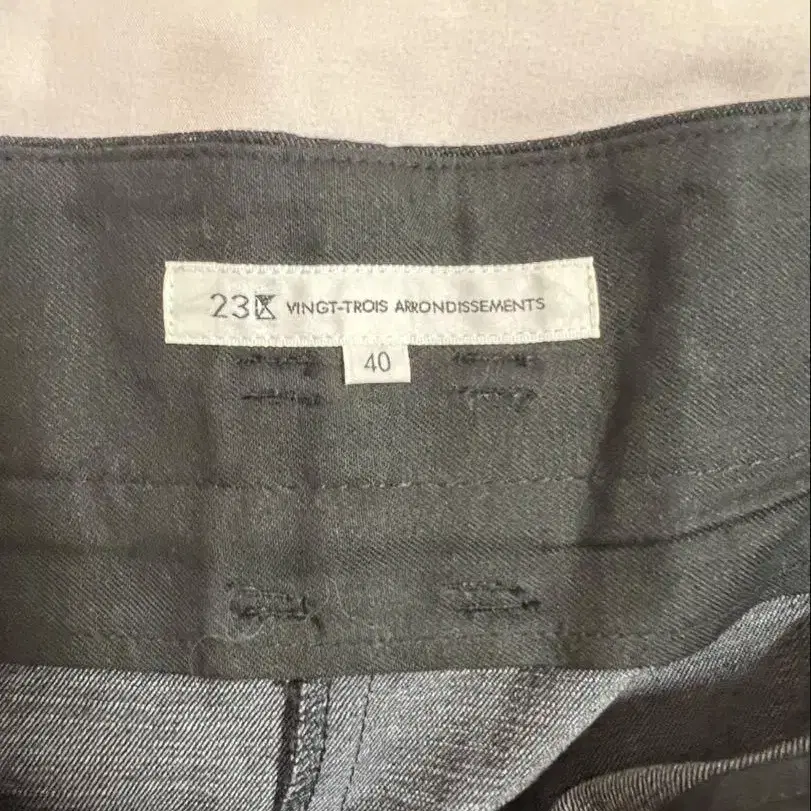 23区 VINGT-TROIS ARRONDISSEMENTS
40